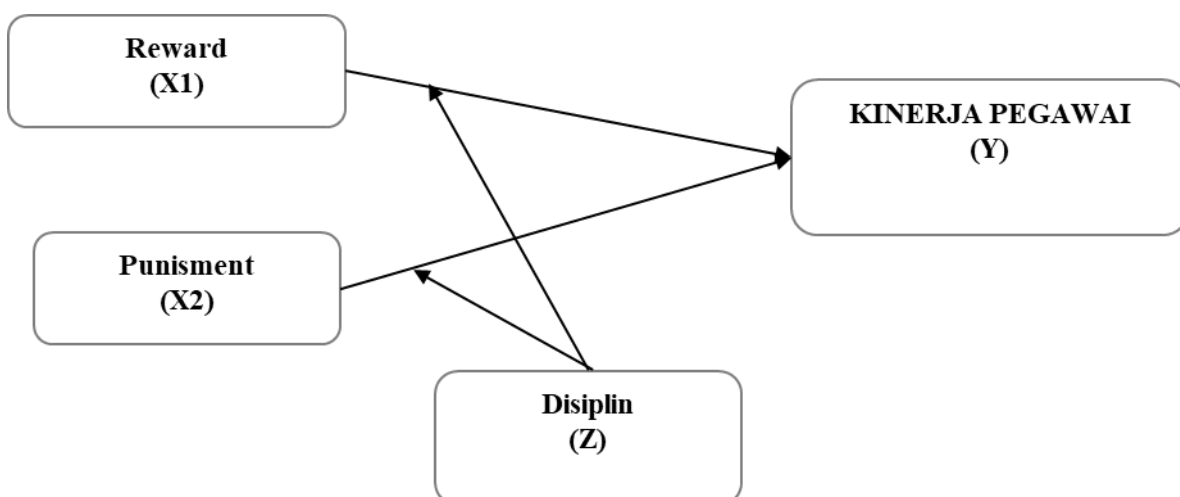 Reward
(X1)
KINERJA PEGAWAI
(Y)
Punisment
(X2)
Disiplin
(Z)